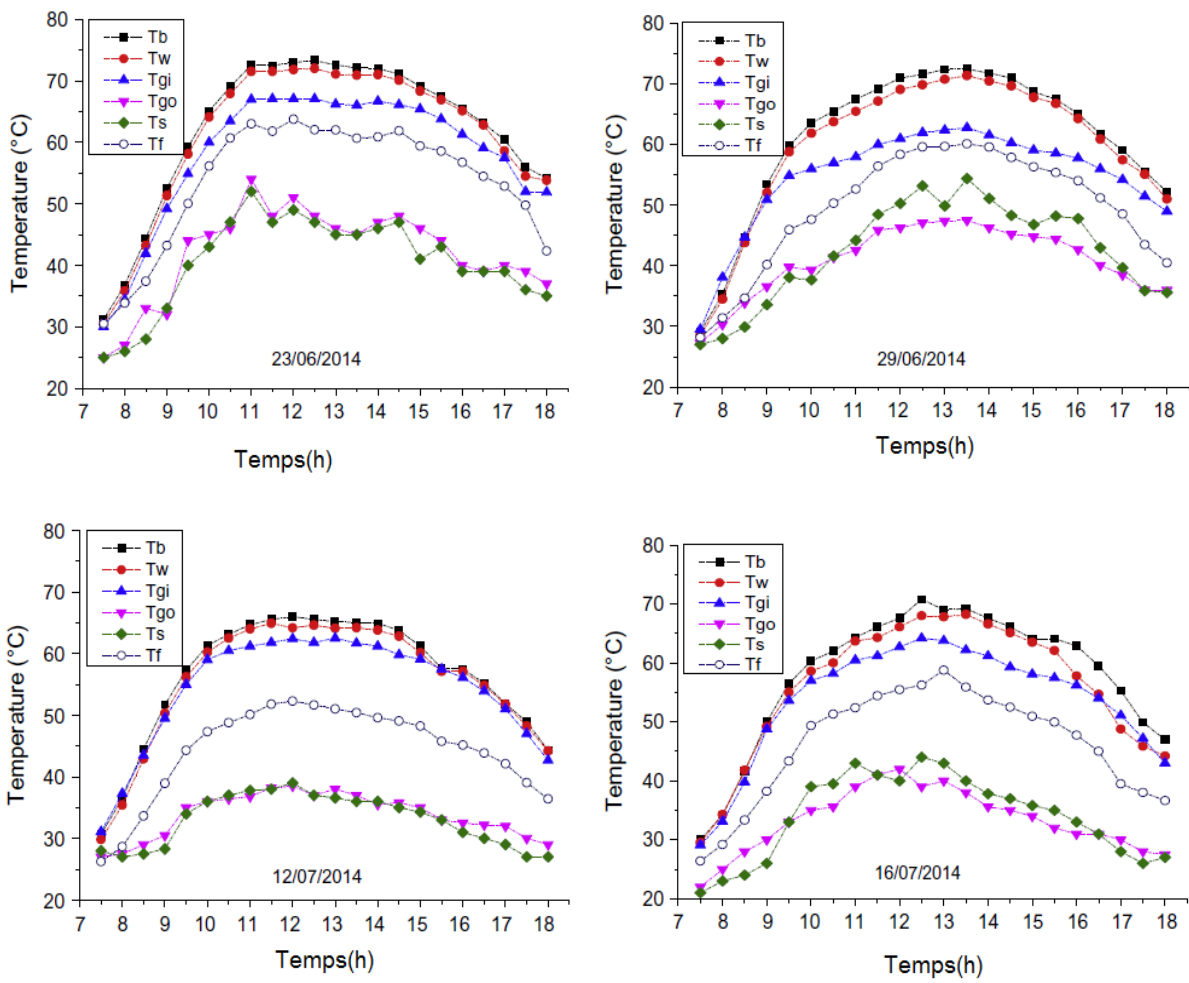 80
70
60
50
40
30
20
Temperature (°C)
Tb
Tw
Tgi
Tgo
Ts
Tf
23/06/2014
7 8 9 10 11 12 13 14 15 16 17 18
Temps(h)
80
70
60
50
40
30
20
Temperature (°C)
Tb
Tw
Tgi
Tgo
Ts
Tf
29/06/2014
7 8 9 10 11 12 13 14 15 16 17 18
Temps(h)
80
70
60
50
40
30
20
Temperature (°C)
Tb
Tw
Tgi
Tgo
Ts
Tf
12/07/2014
7 8 9 10 11 12 13 14 15 16 17 18
Temps(h)
80
70
60
50
40
30
20
Temperature (°C)
Tb
Tw
Tgi
Tgo
Ts
Tf
16/07/2014
7 8 9 10 11 12 13 14 15 16 17 18
Temps(h)